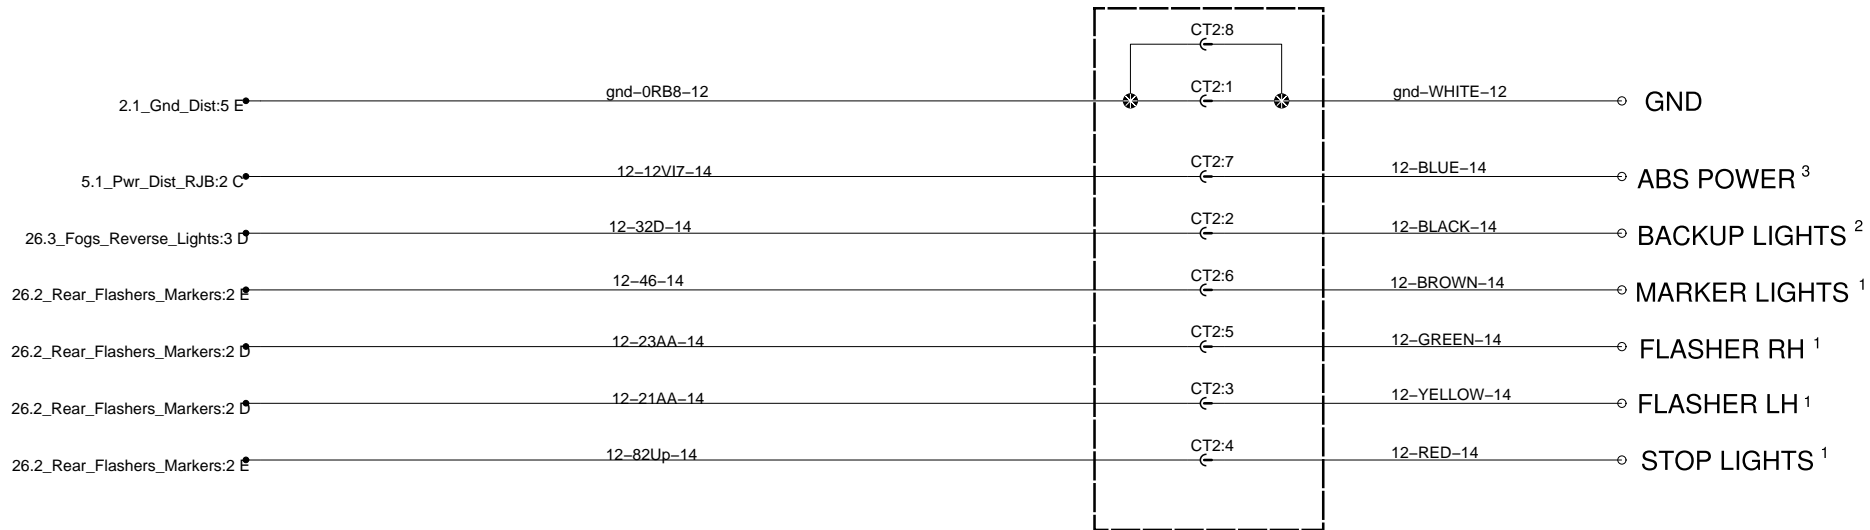 CT2:8
2.1_Gnd_Dist:5 E gnd–0RB8–12 CT2:1 gnd–WHITE–12 GND
5.1_Pwr_Dist_RJB:2 C 12–12VI7–14 CT2:7 12–BLUE–14 ABS POWER 3
26.3_Fogs_Reverse_Lights:3 D 12–32D–14 CT2:2 12–BLACK–14 BACKUP LIGHTS 2
26.2_Rear_Flashers_Markers:2 E 12–46–14 CT2:6 12–BROWN–14 MARKER LIGHTS 1
26.2_Rear_Flashers_Markers:2 D 12–23AA–14 CT2:5 12–GREEN–14 FLASHER RH 1
26.2_Rear_Flashers_Markers:2 D 12–21AA–14 CT2:3 12–YELLOW–14 FLASHER LH 1
26.2_Rear_Flashers_Markers:2 E 12–82Up–14 CT2:4 12–RED–14 STOP LIGHTS 1